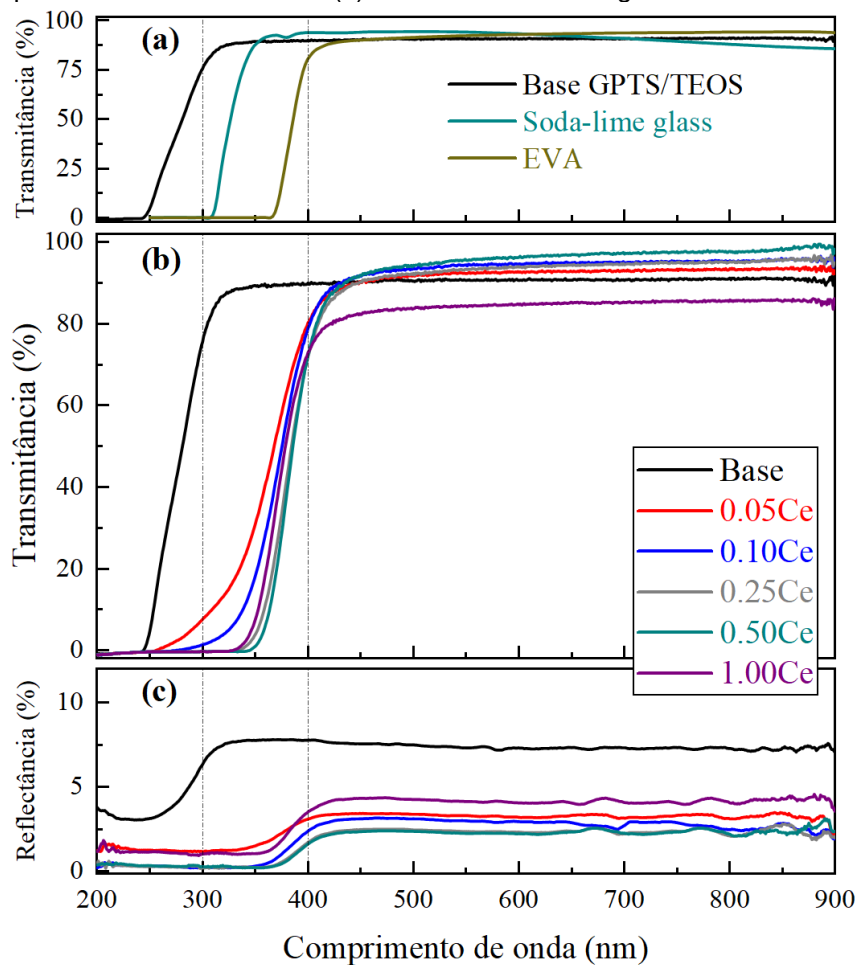 (a)
Transmitância (%)
100
75
50
25
0
Base GPTS/TEOS
Soda-lime glass
EVA
(b)
Transmitância (%)
100
80
60
40
20
0
Base
0.05Ce
0.10Ce
0.25Ce
0.50Ce
1.00Ce
(c)
Reflectância (%)
10
5
0
200 300 400 500 600 700 800 900
Comprimento de onda (nm)